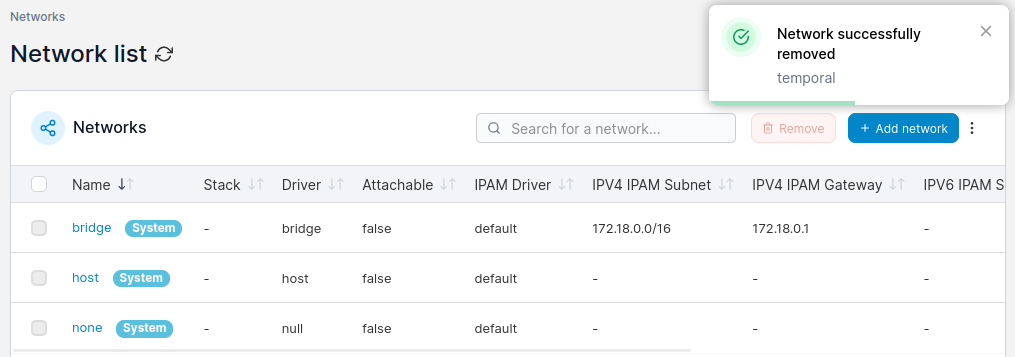 Networks
Network list
Network successfully
removed
temporal
Networks
Search for a network...
Remove
+ Add network
Name Stack Driver Attachable IPAM Driver IPV4 IPAM Subnet IPV4 IPAM Gateway IPV6 IPAM S
bridge System - bridge false default 172.18.0.0/16 172.18.0.1 -
host System - host false default - - -
none System - null false default - - -